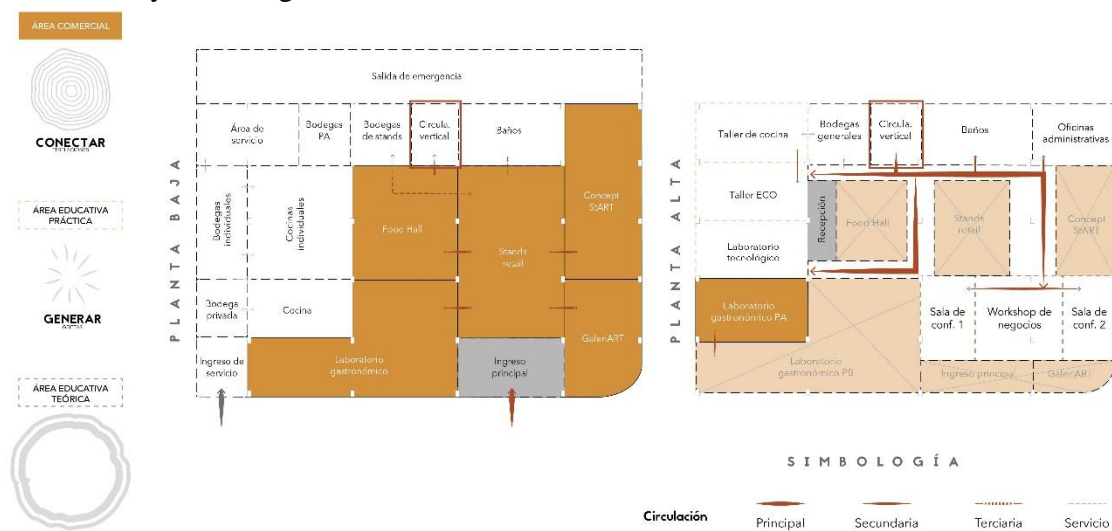 ÁREA COMERCIAL
CONECTAR
ÁREA EDUCATIVA
PRÁCTICA
GENERAR
ÁREA EDUCATIVA
TEÓRICA
PLANTA BAJA
Salida de emergencia
Área de
servicio
Bodegas
PA
Bodegas
de stands
Circula.
vertical
Baños
Concept
StART
Bodegas
individuales
Cocinas
individuales
Food Hall
Stands
retail
Bodega
privada
Cocina
GaleriART
Ingreso de
servicio
Laboratorio
gastronómico
Ingreso
principal
PLANTA ALTA
Taller de cocina
Bodegas
generales
Circula.
vertical
Baños
Oficinas
administrativas
Taller ECO
Recepción
Food Hall
Stands
retail
Concept
StART
Laboratorio
tecnológico
Laboratorio
gastronómico PA
Sala de
conf. 1
Workshop de
negocios
Sala de
conf. 2
Laboratorio
gastronómico PB
Ingreso principal
GaleriART
SIMBOLOGÍA
Circulación
Principal
Secundaria
Terciaria
Servicio